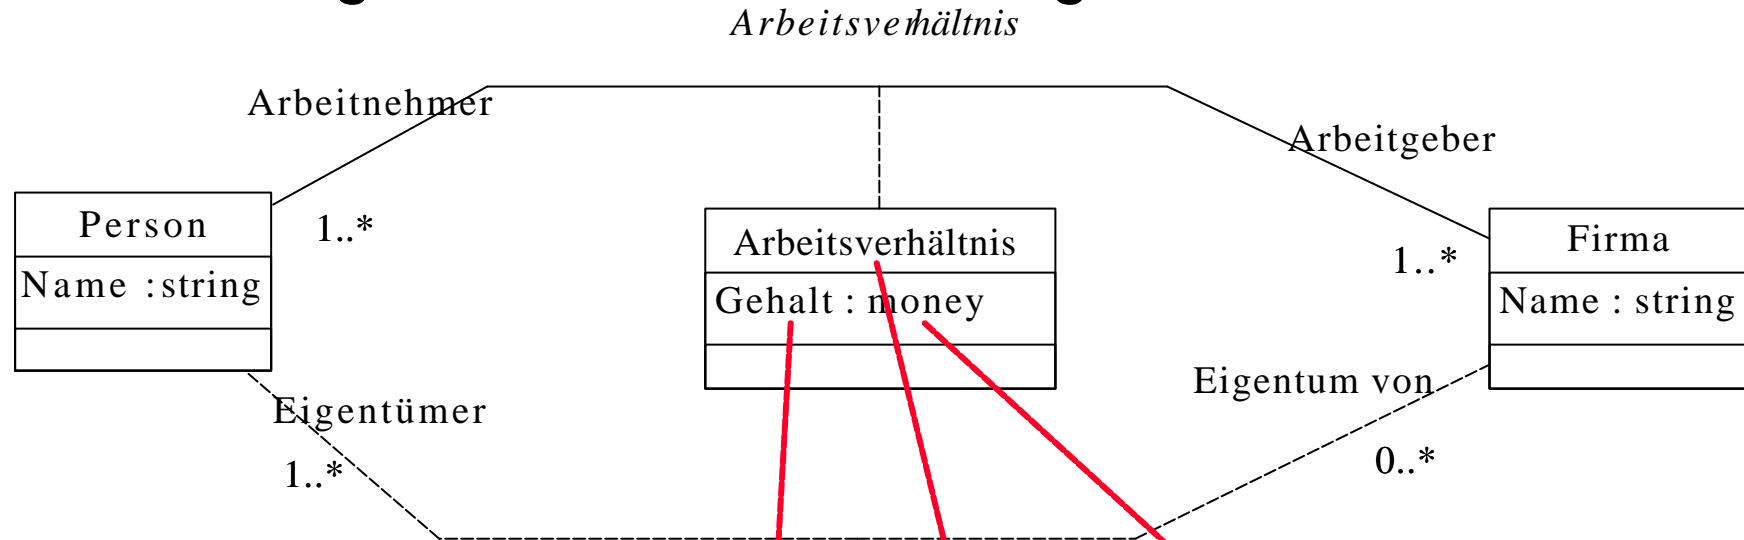 Arbeitsverhältnis
Arbeitnehmer
Arbeitgeber
Person
1..*
Name : string
Arbeitsverhältnis
Gehalt : money
Firma
1..*
Name : string
Eigentümer
1..*
Eigentum von
0..*